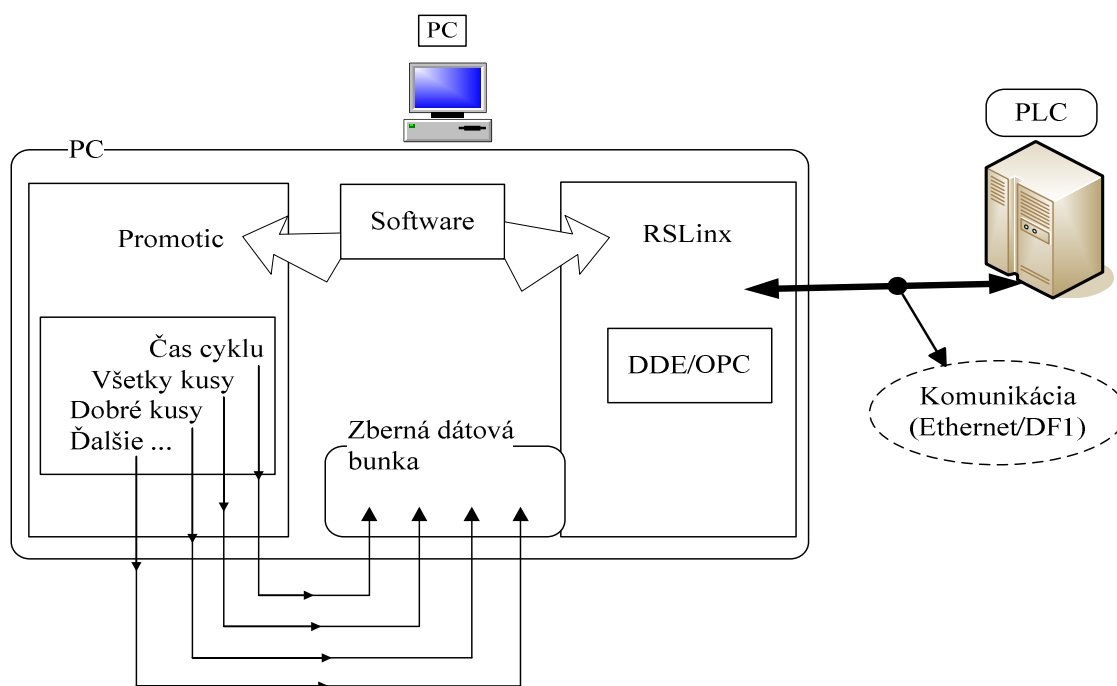 PC
PLC
PC
Software
Promotic
RSLinx
Čas cyklu
Všetky kusy
Dobré kusy
Ďalšie ...
DDE/OPC
Zberná dátová
bunka
Komunikácia
(Ethernet/DF1)